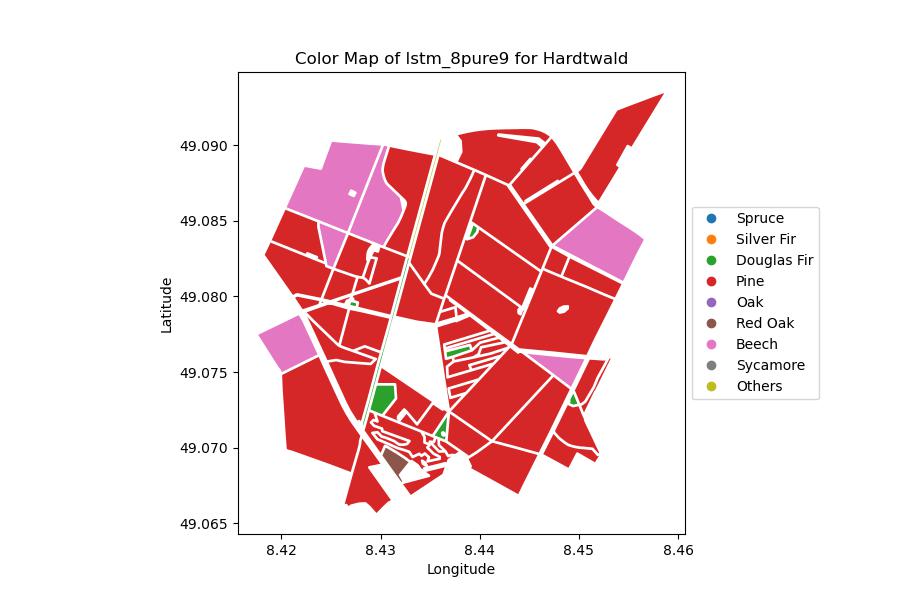 Color Map of lstm_8pure9 for Hardtwald
49.090
49.085
49.080
49.075
49.070
49.065
Latitude
8.42 8.43 8.44 8.45 8.46
Longitude
Spruce
Silver Fir
Douglas Fir
Pine
Oak
Red Oak
Beech
Sycamore
Others